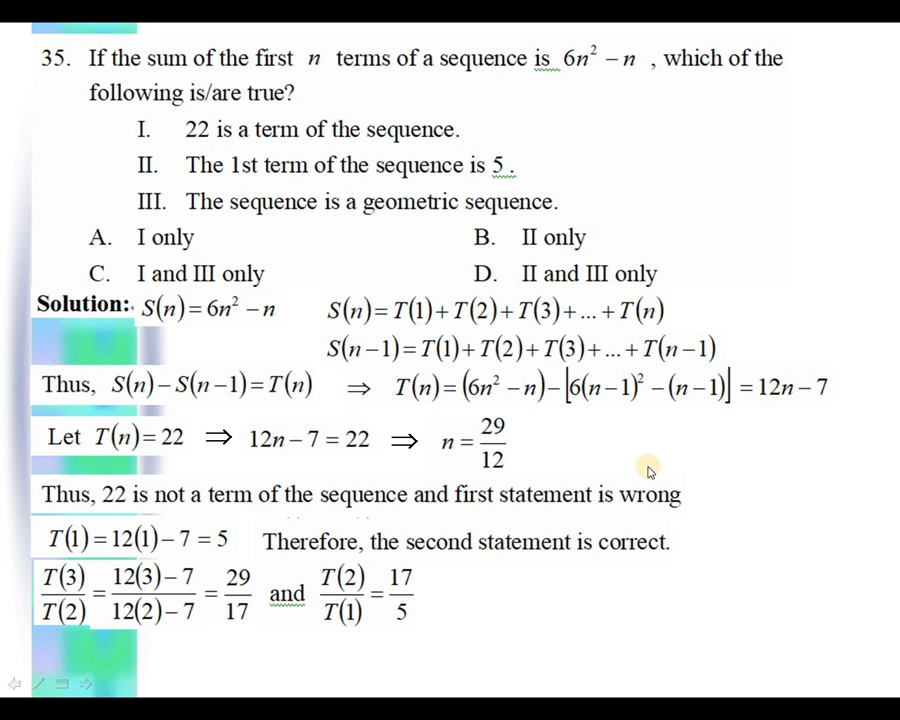 35. If the sum of the first n terms of a sequence is 6n² − n , which of the
following is/are true?
I. 22 is a term of the sequence.
II. The 1st term of the sequence is 5 .
III. The sequence is a geometric sequence.
A. I only B. II only
C. I and III only D. II and III only
Solution: S(n) = 6n² − n S(n) = T(1) + T(2) + T(3) + ... + T(n)
S(n−1) = T(1) + T(2) + T(3) + ... + T(n−1)
Thus, S(n) − S(n−1) = T(n) ⇒ T(n) = (6n² − n) − [6(n−1)² − (n−1)] = 12n − 7
Let T(n) = 22 ⇒ 12n − 7 = 22 ⇒ n = 29/12
Thus, 22 is not a term of the sequence and first statement is wrong
T(1) = 12(1) − 7 = 5 Therefore, the second statement is correct.
T(3)/T(2) = (12(3) − 7)/(12(2) − 7) = 29/17 and T(2)/T(1) = 17/5